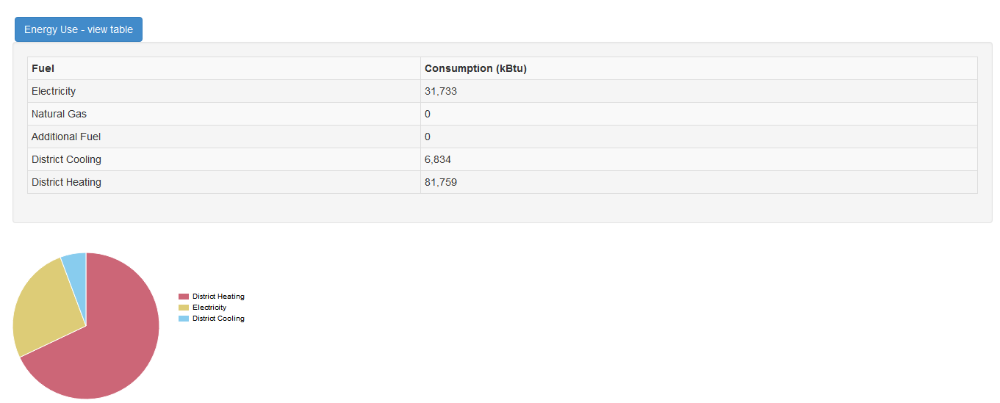 Energy Use - view table
Fuel Consumption (kBtu)
Electricity 31,733
Natural Gas 0
Additional Fuel 0
District Cooling 6,834
District Heating 81,759
District Heating
Electricity
District Cooling